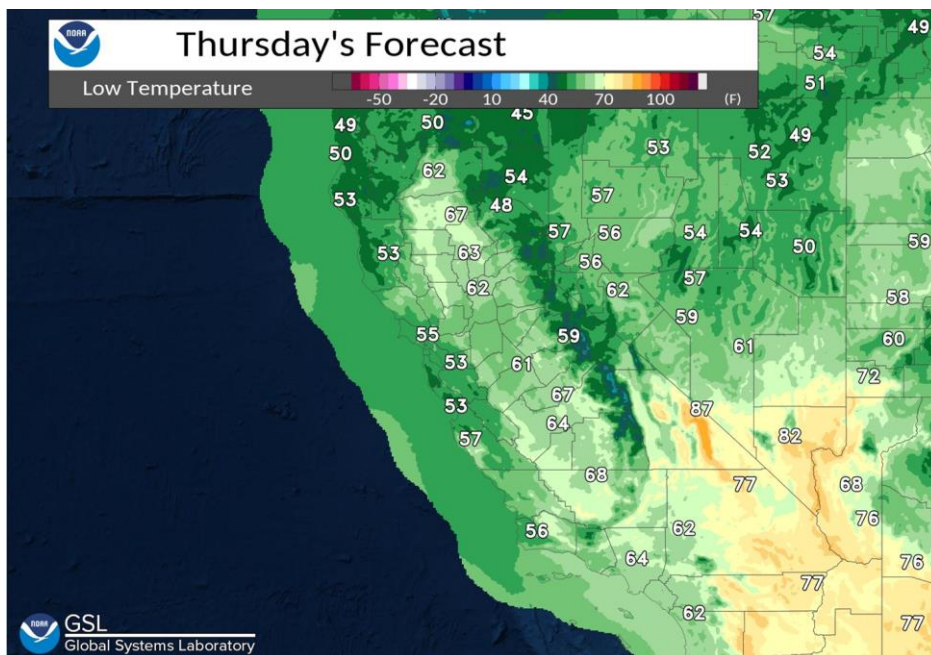 NOAA
Thursday's Forecast
Low Temperature
-50 -20 10 40 70 100 (F)
57
49
54
51
49 50 45
50 53 52 49
62 54 53
53 67 48 57
57 56 54 54 59
53 63 56 50
62 62 57 58
55 59 59 61 60
53 61 72
53 67 87
57 64 82
68 77 68
56 62 76
64 77 76
62 77
NOAA
GSL
Global Systems Laboratory